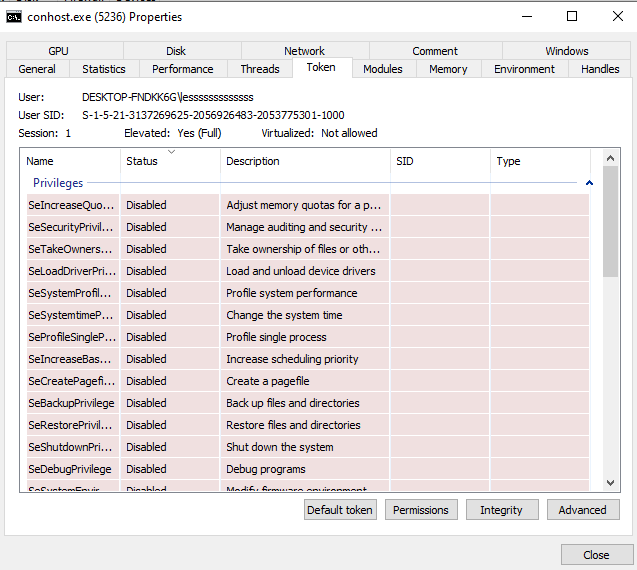 conhost.exe (5236) Properties
GPU Disk Network Comment Windows
General Statistics Performance Threads Token Modules Memory Environment Handles
User: DESKTOP-FNDKK6G\lesssssssssssss
User SID: S-1-5-21-3137269625-2056926483-2053775301-1000
Session: 1 Elevated: Yes (Full) Virtualized: Not allowed
Name Status Description SID Type
Privileges
SeIncreaseQuo... Disabled Adjust memory quotas for a p...
SeSecurityPrivil... Disabled Manage auditing and security ...
SeTakeOwners... Disabled Take ownership of files or oth...
SeLoadDriverPri... Disabled Load and unload device drivers
SeSystemProfil... Disabled Profile system performance
SeSystemtimeP... Disabled Change the system time
SeProfileSingleP... Disabled Profile single process
SeIncreaseBas... Disabled Increase scheduling priority
SeCreatePagefi... Disabled Create a pagefile
SeBackupPrivilege Disabled Back up files and directories
SeRestorePrivil... Disabled Restore files and directories
SeShutdownPri... Disabled Shut down the system
SeDebugPrivilege Disabled Debug programs
SeSystemEnvir... Disabled Modify firmware environment
Default token Permissions Integrity Advanced
Close